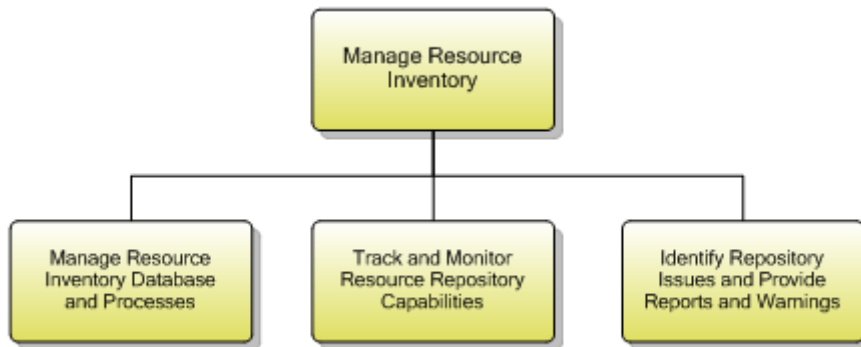 Manage Resource
Inventory
Manage Resource
Inventory Database
and Processes
Track and Monitor
Resource Repository
Capabilities
Identify Repository
Issues and Provide
Reports and Warnings